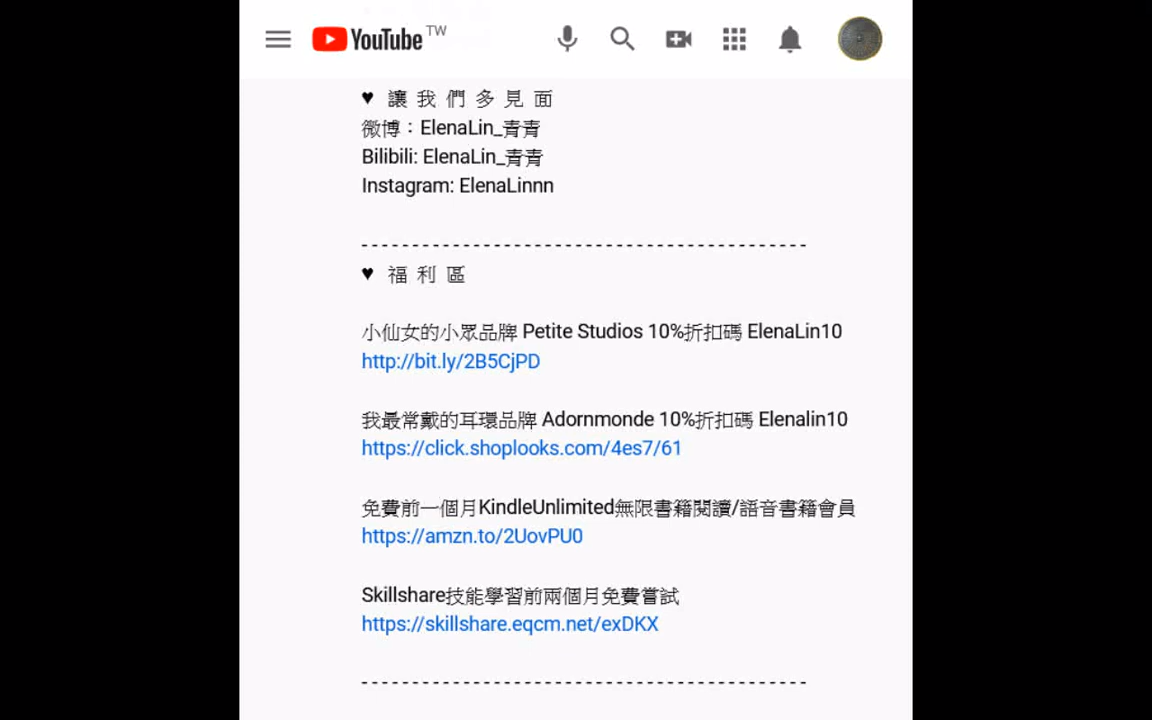 YouTube TW
♥ 讓 我 們 多 見 面
微博：ElenaLin_青青
Bilibili: ElenaLin_青青
Instagram: ElenaLinnn
--------------------------------------------
♥ 福 利 區
小仙女的小眾品牌 Petite Studios 10%折扣碼 ElenaLin10
http://bit.ly/2B5CjPD
我最常戴的耳環品牌 Adornmonde 10%折扣碼 Elenalin10
https://click.shoplooks.com/4es7/61
免費前一個月KindleUnlimited無限書籍閱讀/語音書籍會員
https://amzn.to/2UovPU0
Skillshare技能學習前兩個月免費嘗試
https://skillshare.eqcm.net/exDKX
--------------------------------------------